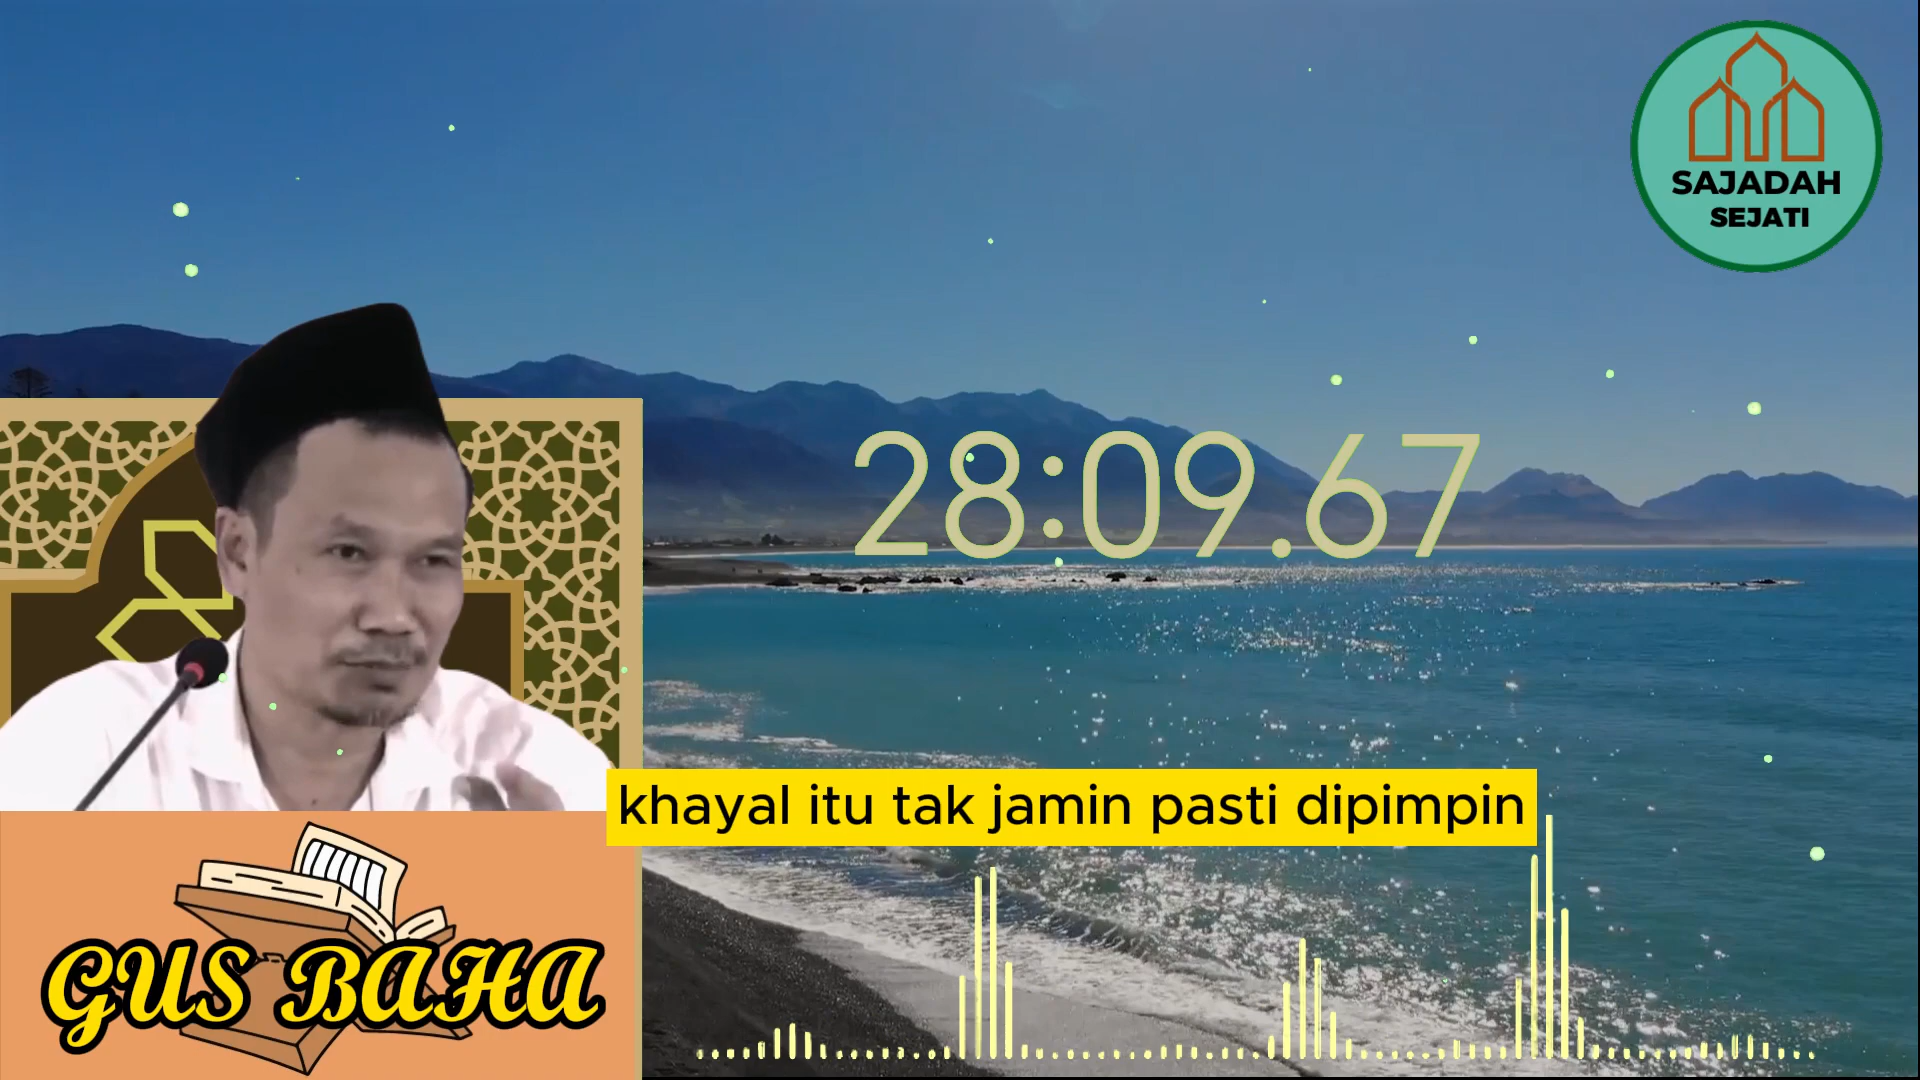 SAJADAH
SEJATI
28:09.67
khayal itu tak jamin pasti dipimpin
GUS BAHA